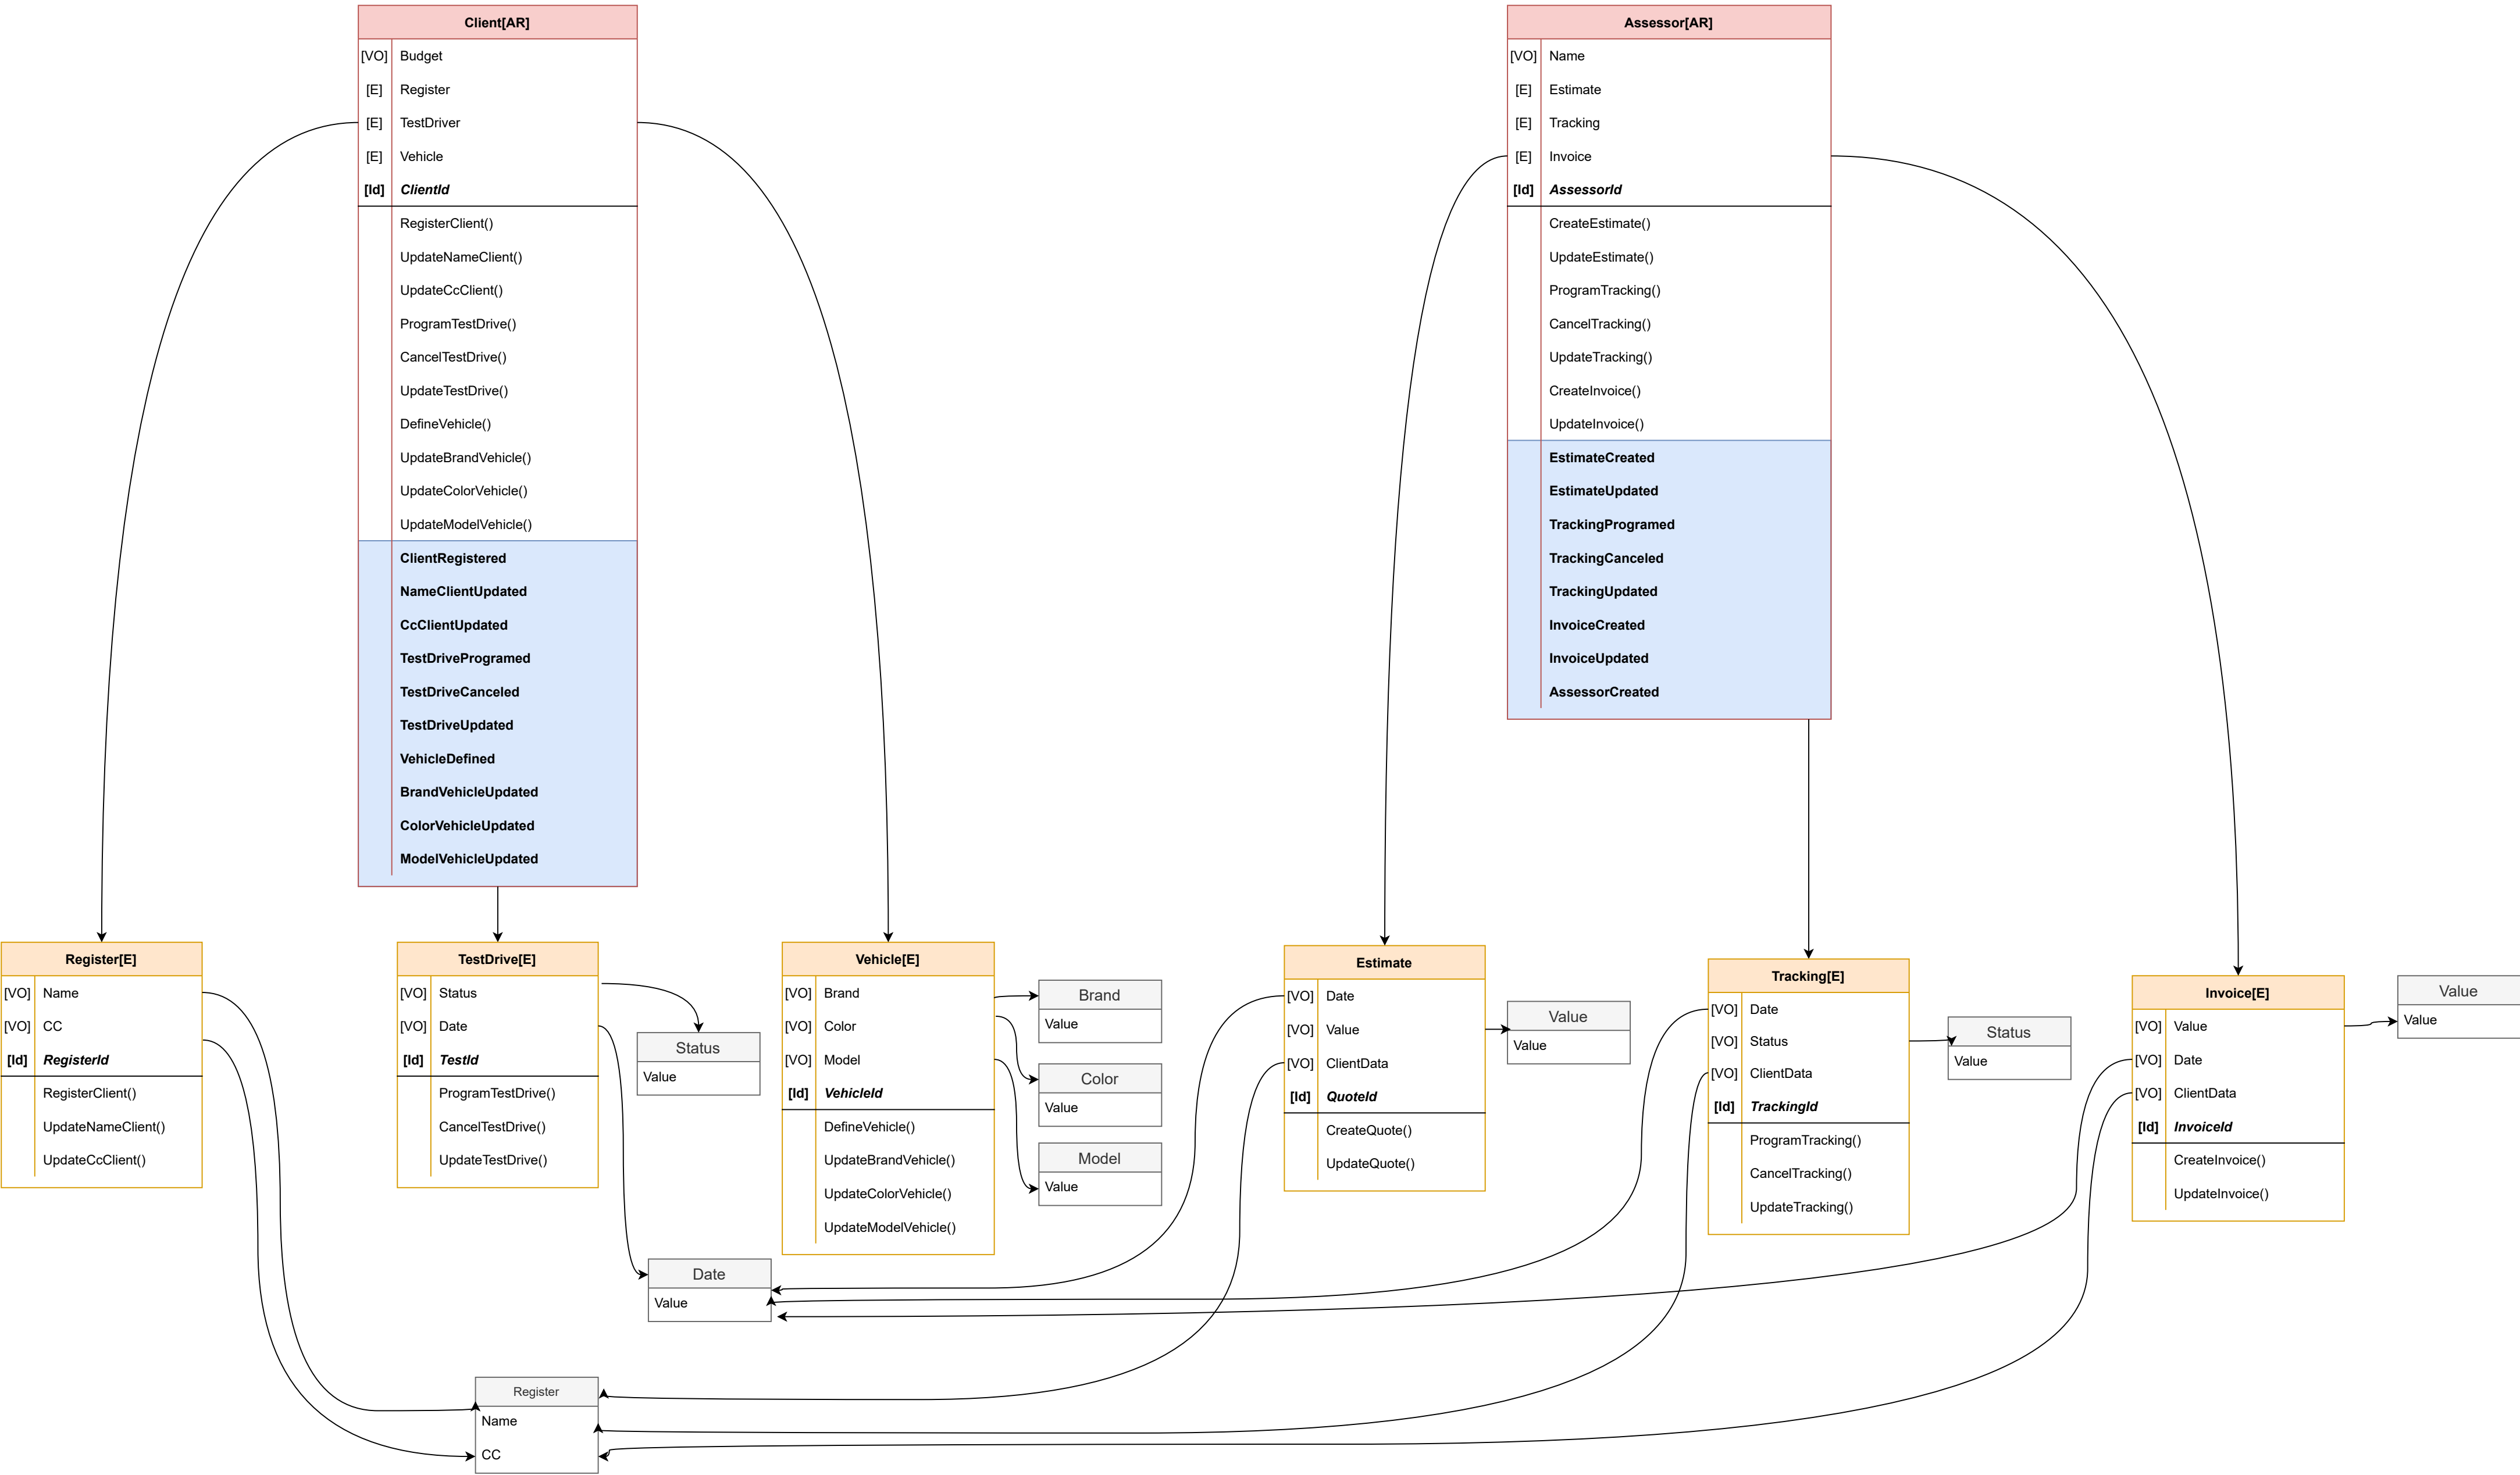 Client[AR]
[VO] Budget
[E] Register
[E] TestDriver
[E] Vehicle
[Id] ClientId
RegisterClient()
UpdateNameClient()
UpdateCcClient()
ProgramTestDrive()
CancelTestDrive()
UpdateTestDrive()
DefineVehicle()
UpdateBrandVehicle()
UpdateColorVehicle()
UpdateModelVehicle()
ClientRegistered
NameClientUpdated
CcClientUpdated
TestDriveProgramed
TestDriveCanceled
TestDriveUpdated
VehicleDefined
BrandVehicleUpdated
ColorVehicleUpdated
ModelVehicleUpdated
Assessor[AR]
[VO] Name
[E] Estimate
[E] Tracking
[E] Invoice
[Id] AssessorId
CreateEstimate()
UpdateEstimate()
ProgramTracking()
CancelTracking()
UpdateTracking()
CreateInvoice()
UpdateInvoice()
EstimateCreated
EstimateUpdated
TrackingProgramed
TrackingCanceled
TrackingUpdated
InvoiceCreated
InvoiceUpdated
AssessorCreated
Register[E]
[VO] Name
[VO] CC
[Id] RegisterId
RegisterClient()
UpdateNameClient()
UpdateCcClient()
TestDrive[E]
[VO] Status
[VO] Date
[Id] TestId
ProgramTestDrive()
CancelTestDrive()
UpdateTestDrive()
Status
Value
Vehicle[E]
[VO] Brand
[VO] Color
[VO] Model
[Id] VehicleId
DefineVehicle()
UpdateBrandVehicle()
UpdateColorVehicle()
UpdateModelVehicle()
Brand
Value
Color
Value
Model
Value
Estimate
[VO] Date
[VO] Value
[VO] ClientData
[Id] QuoteId
CreateQuote()
UpdateQuote()
Value
Value
Tracking[E]
[VO] Date
[VO] Status
[VO] ClientData
[Id] TrackingId
ProgramTracking()
CancelTracking()
UpdateTracking()
Status
Value
Invoice[E]
[VO] Value
[VO] Date
[VO] ClientData
[Id] InvoiceId
CreateInvoice()
UpdateInvoice()
Value
Value
Date
Value
Register
Name
CC